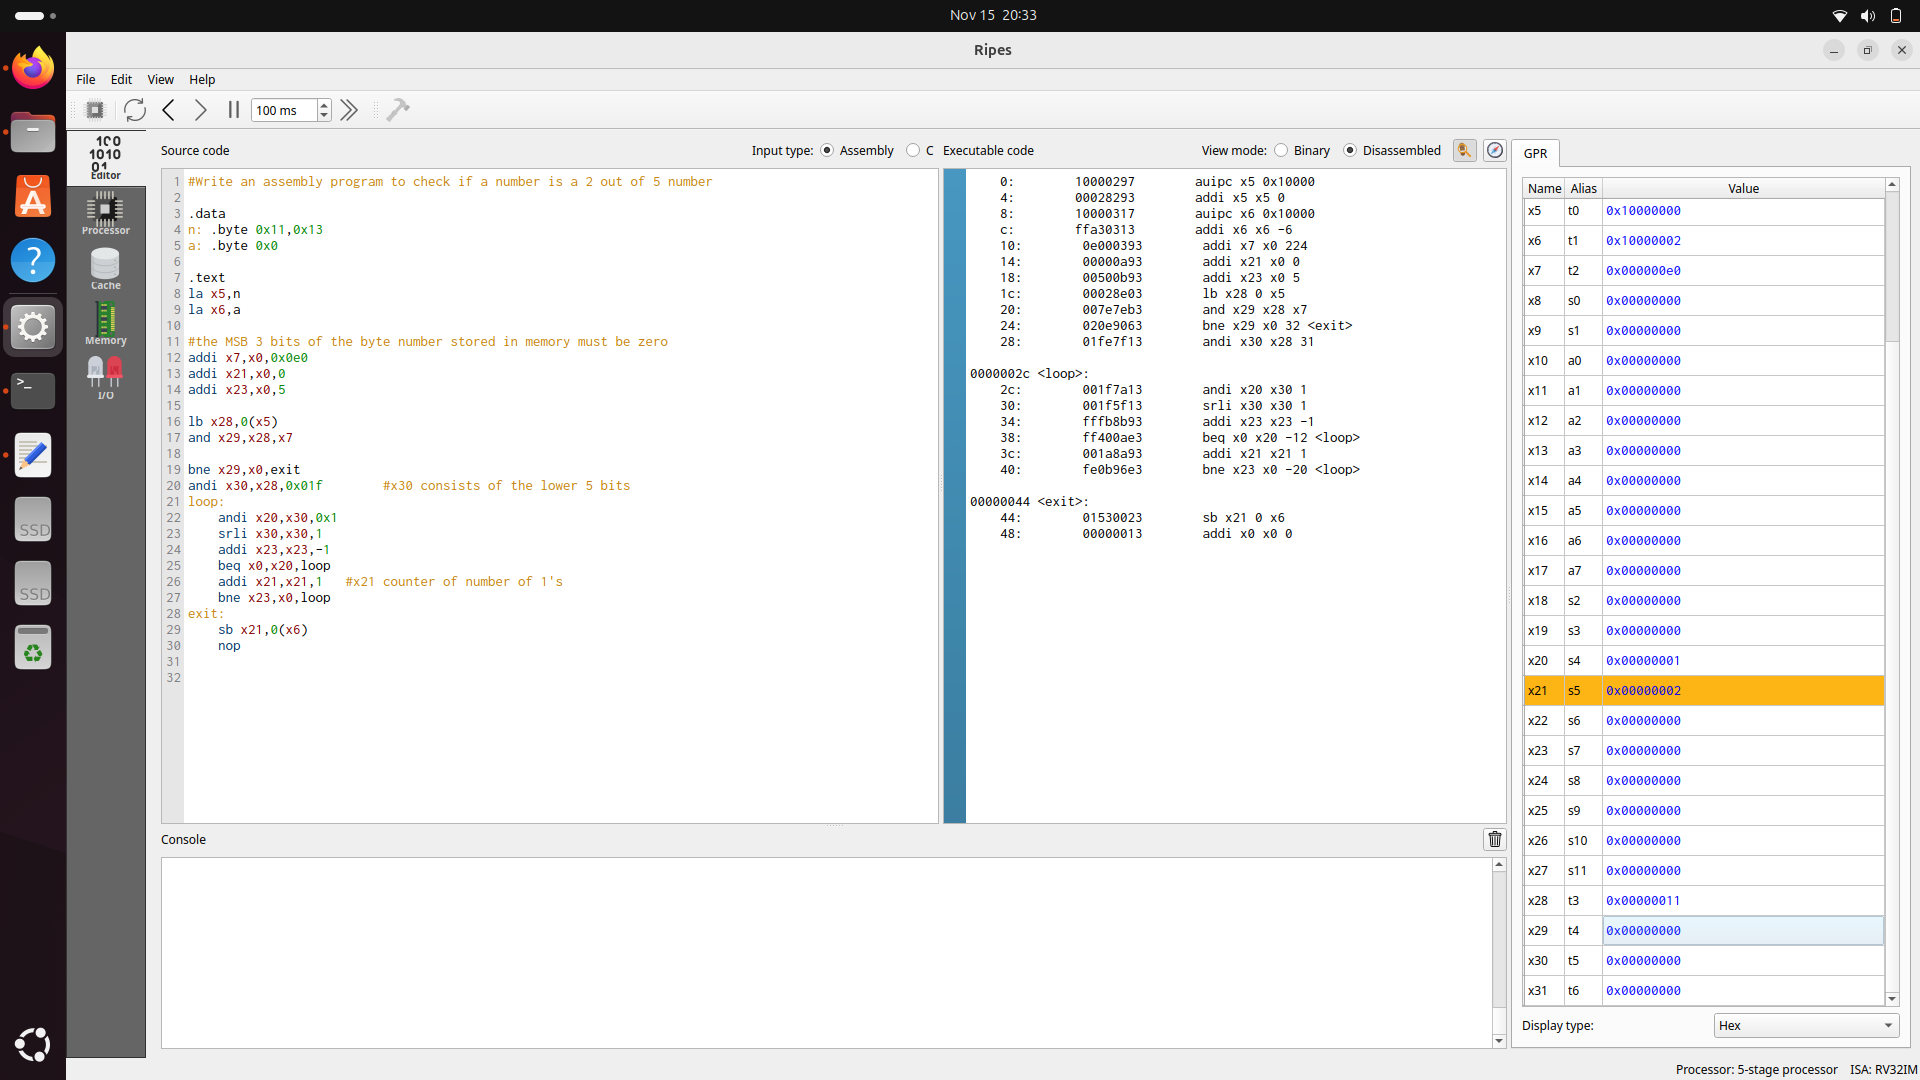 Nov 15 20:33
Ripes
File Edit View Help
100 ms
Editor
Processor
Cache
Memory
I/O
Source code
Input type: Assembly C
1 #Write an assembly program to check if a number is a 2 out of 5 number
2
3 .data
4 n: .byte 0x11,0x13
5 a: .byte 0x0
6
7 .text
8 la x5,n
9 la x6,a
10
11 #the MSB 3 bits of the byte number stored in memory must be zero
12 addi x7,x0,0x0e0
13 addi x21,x0,0
14 addi x23,x0,5
15
16 lb x28,0(x5)
17 and x29,x28,x7
18
19 bne x29,x0,exit
20 andi x30,x28,0x01f #x30 consists of the lower 5 bits
21 loop:
22 andi x20,x30,0x1
23 srli x30,x30,1
24 addi x23,x23,-1
25 beq x0,x20,loop
26 addi x21,x21,1 #x21 counter of number of 1's
27 bne x23,x0,loop
28 exit:
29 sb x21,0(x6)
30 nop
31
32
Executable code
View mode: Binary Disassembled
0: 10000297 auipc x5 0x10000
4: 00028293 addi x5 x5 0
8: 10000317 auipc x6 0x10000
c: ffa30313 addi x6 x6 -6
10: 0e000393 addi x7 x0 224
14: 00000a93 addi x21 x0 0
18: 00500b93 addi x23 x0 5
1c: 00028e03 lb x28 0 x5
20: 007e7eb3 and x29 x28 x7
24: 020e9063 bne x29 x0 32 <exit>
28: 01fe7f13 andi x30 x28 31
0000002c <loop>:
2c: 001f7a13 andi x20 x30 1
30: 001f5f13 srli x30 x30 1
34: fffb8b93 addi x23 x23 -1
38: ff400ae3 beq x0 x20 -12 <loop>
3c: 001a8a93 addi x21 x21 1
40: fe0b96e3 bne x23 x0 -20 <loop>
00000044 <exit>:
44: 01530023 sb x21 0 x6
48: 00000013 addi x0 x0 0
Console
GPR
Name Alias Value
x5 t0 0x10000000
x6 t1 0x10000002
x7 t2 0x000000e0
x8 s0 0x00000000
x9 s1 0x00000000
x10 a0 0x00000000
x11 a1 0x00000000
x12 a2 0x00000000
x13 a3 0x00000000
x14 a4 0x00000000
x15 a5 0x00000000
x16 a6 0x00000000
x17 a7 0x00000000
x18 s2 0x00000000
x19 s3 0x00000000
x20 s4 0x00000001
x21 s5 0x00000002
x22 s6 0x00000000
x23 s7 0x00000000
x24 s8 0x00000000
x25 s9 0x00000000
x26 s10 0x00000000
x27 s11 0x00000000
x28 t3 0x00000011
x29 t4 0x00000000
x30 t5 0x00000000
x31 t6 0x00000000
Display type: Hex
Processor: 5-stage processor ISA: RV32IM
SSD
SSD